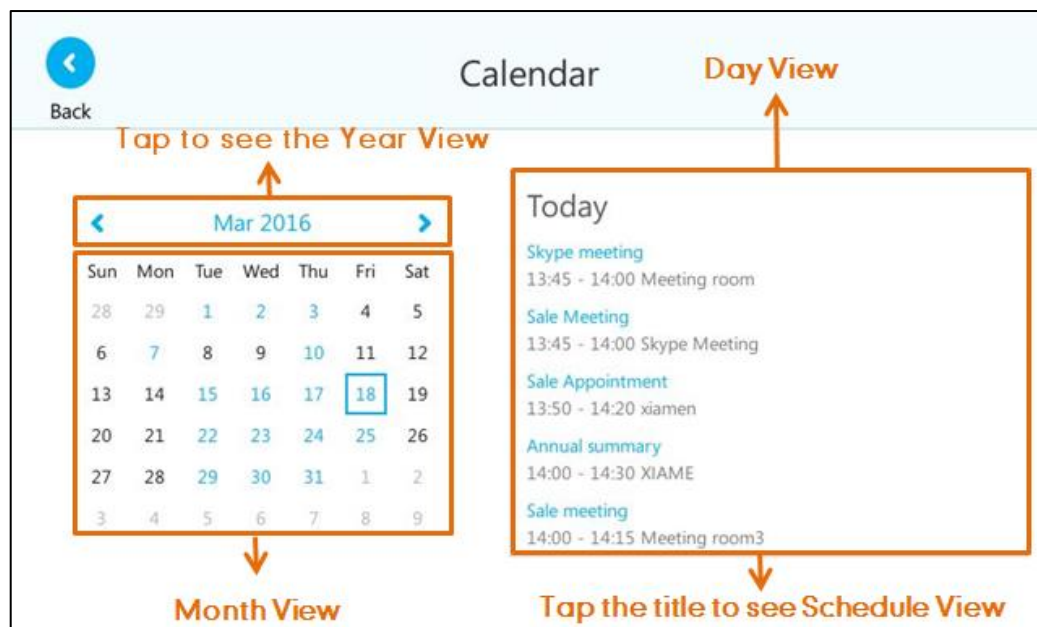 Calendar
Day View
Back
Tap to see the Year View
Mar 2016
Sun Mon Tue Wed Thu Fri Sat
28 29 1 2 3 4 5
6 7 8 9 10 11 12
13 14 15 16 17 18 19
20 21 22 23 24 25 26
27 28 29 30 31 1 2
3 4 5 6 7 8 9
Month View
Today
Skype meeting
13:45 - 14:00 Meeting room
Sale Meeting
13:45 - 14:00 Skype Meeting
Sale Appointment
13:50 - 14:20 xiamen
Annual summary
14:00 - 14:30 XIAME
Sale meeting
14:00 - 14:15 Meeting room3
Tap the title to see Schedule View